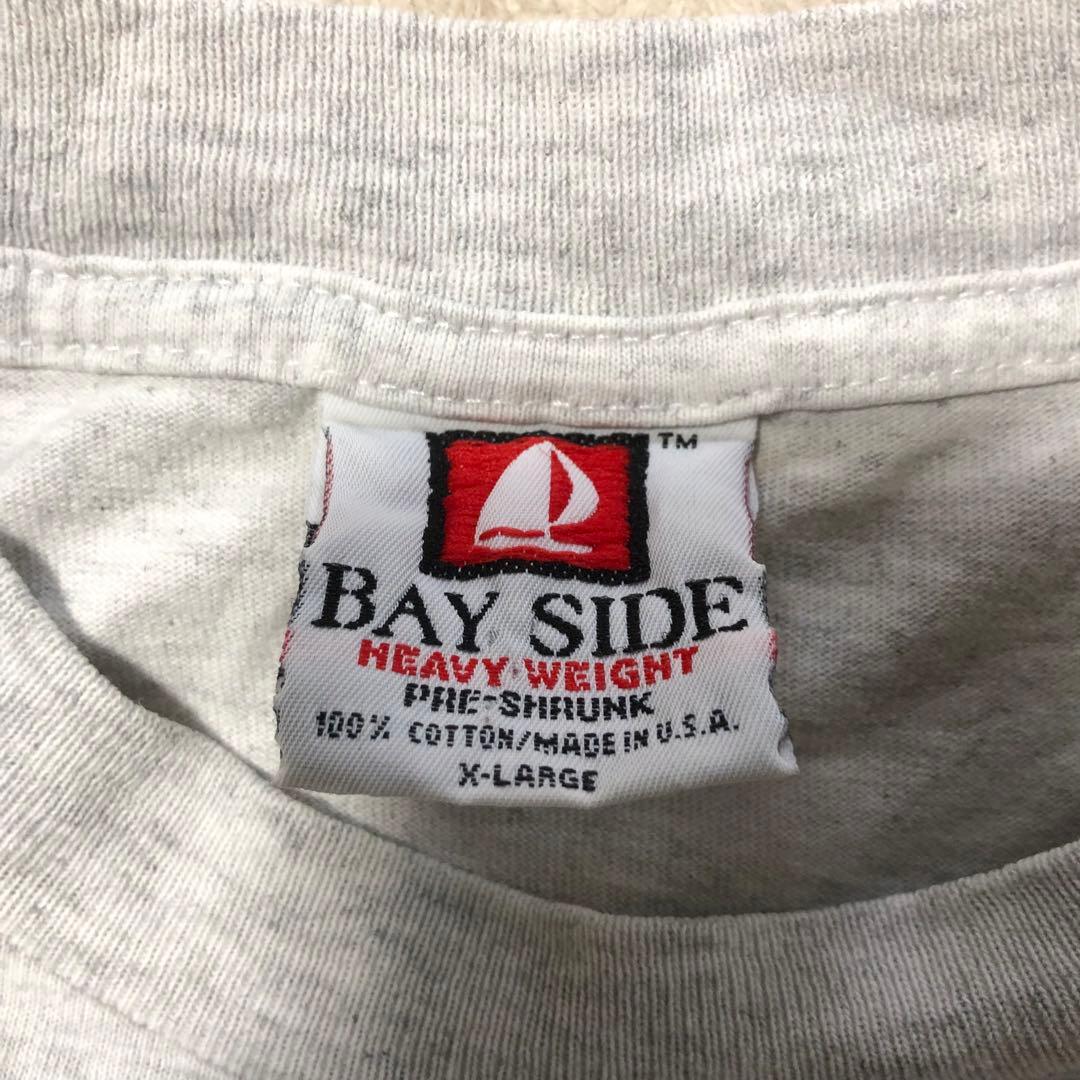 ™
BAY SIDE
HEAVY-WEIGHT
PRE-SHRUNK
100% COTTON/MADE IN U.S.A.
X-LARGE